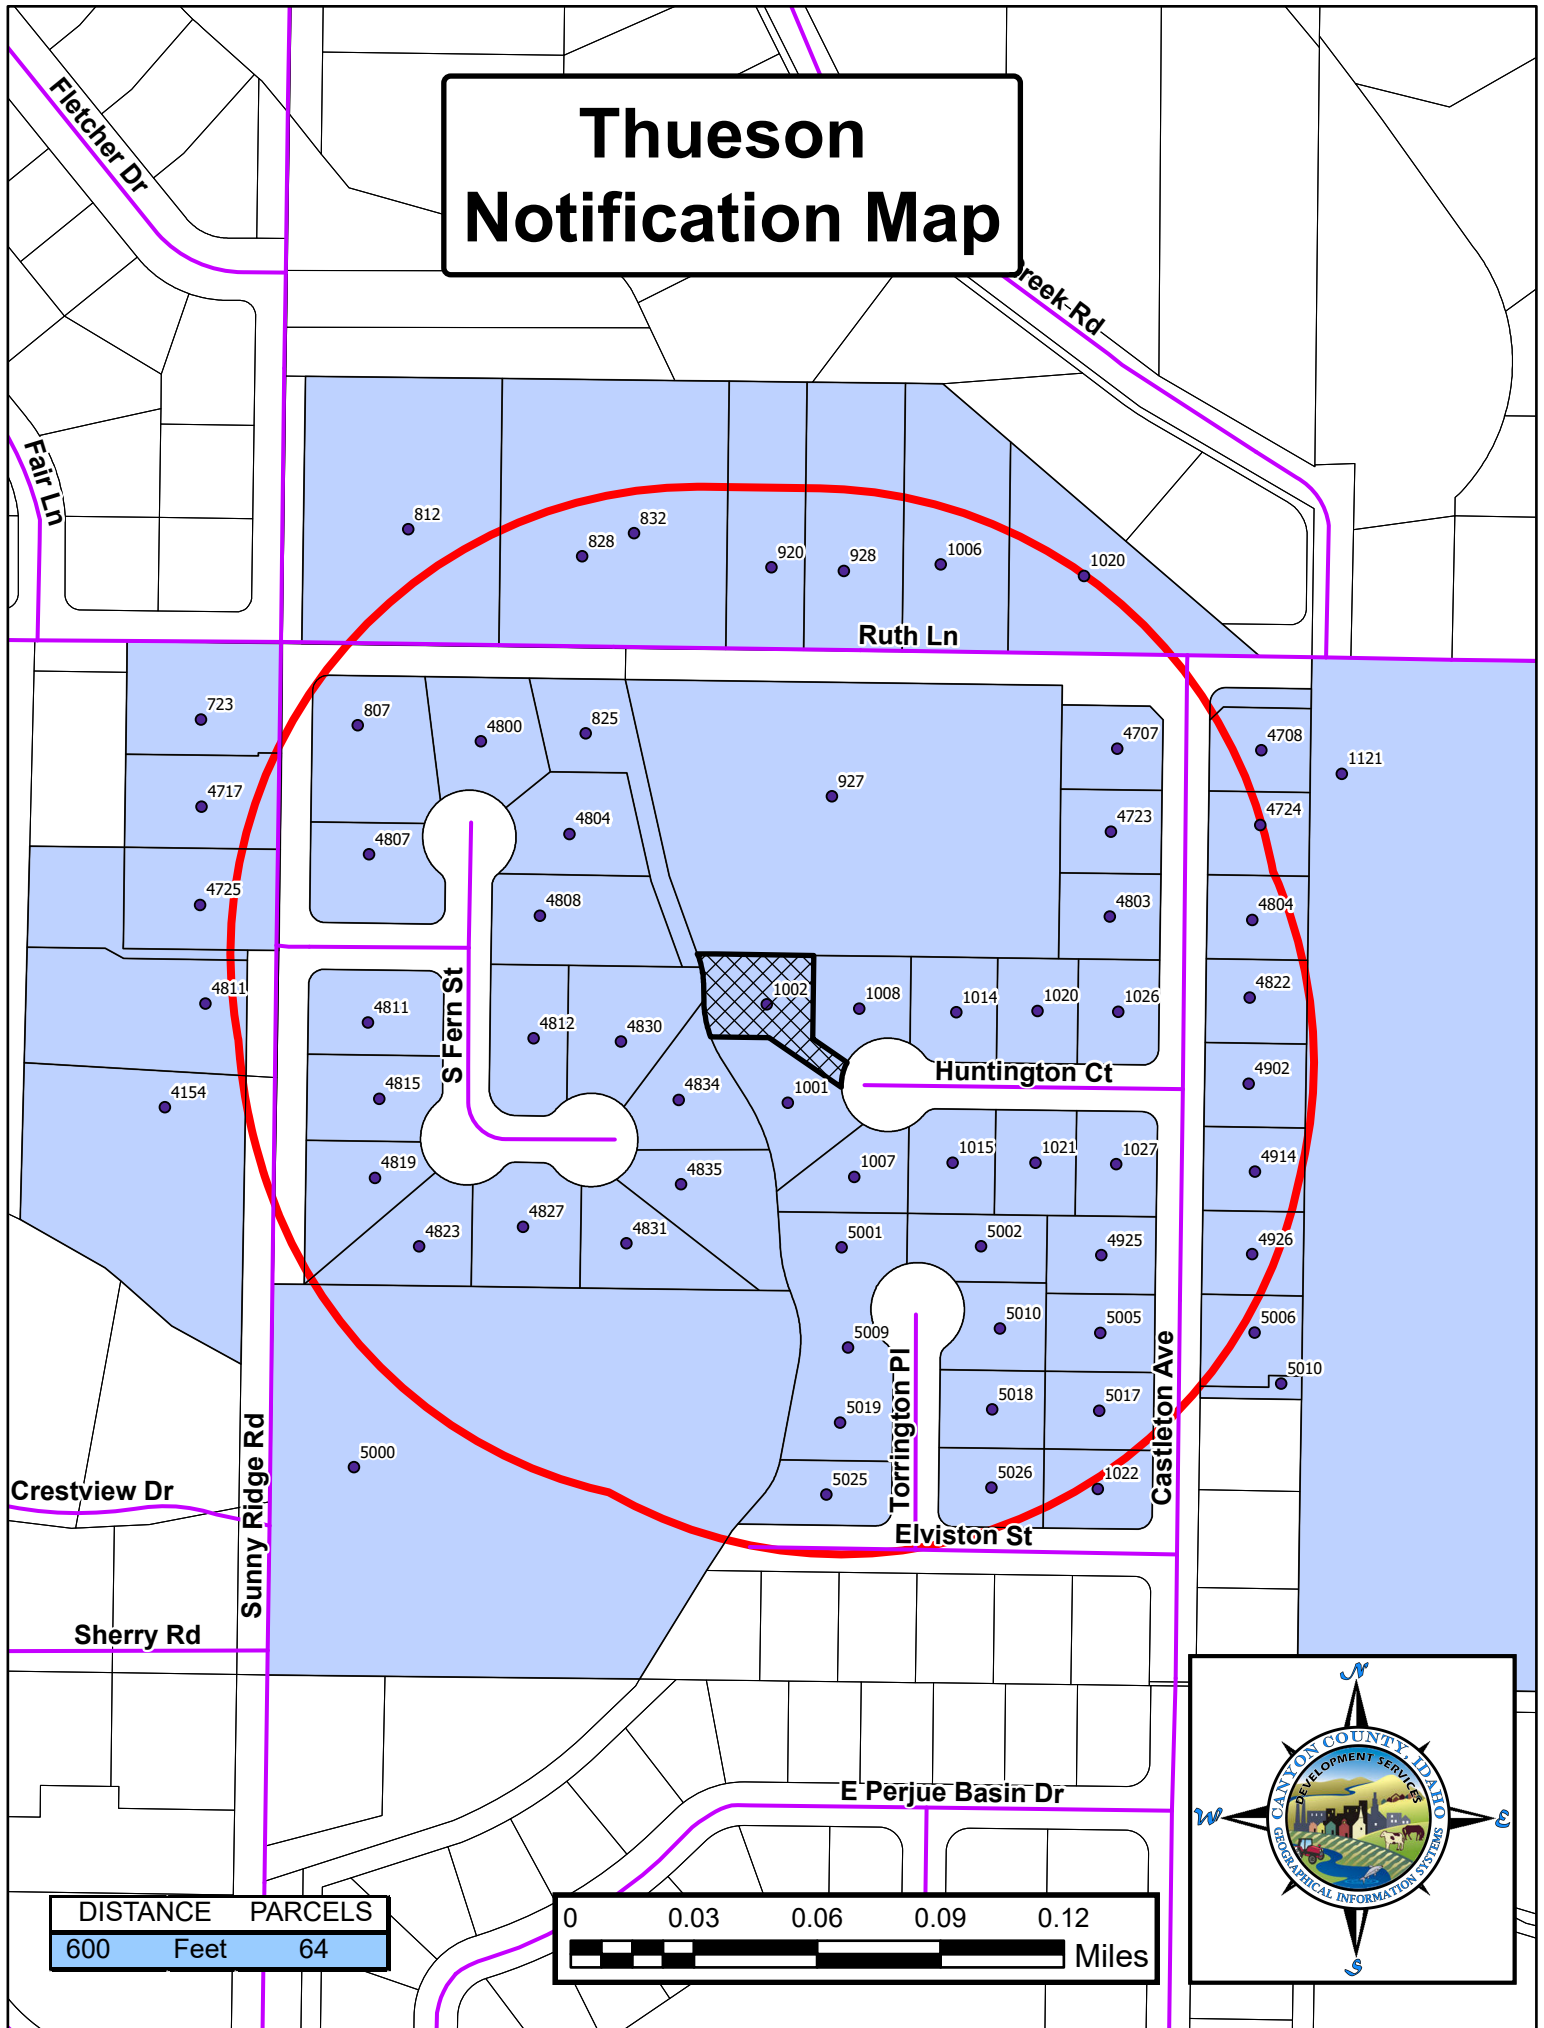 Thueson
Notification Map
Fletcher Dr
Creek Rd
Fair Ln
812
828
832
920
928
1006
1020
Ruth Ln
723
807
4800
825
927
4707
4708
1121
4717
4807
4804
4723
4724
4725
4808
4803
4804
4811
4811
S Fern St
4812
4830
1002
1008
1014
1020
1026
4822
Huntington Ct
4154
4815
4834
1001
4902
4819
4835
1007
1015
1021
1027
4914
4823
4827
4831
5001
5002
4925
4926
5009
5010
5005
5006
5010
5019
Torrington Pl
5018
5017
Castleton Ave
5000
5025
5026
1022
Crestview Dr
Sunny Ridge Rd
Elviston St
Sherry Rd
E Perjue Basin Dr
DISTANCE PARCELS
600 Feet 64
0 0.03 0.06 0.09 0.12
Miles
N
W
E
S
CANYON COUNTY, IDAHO
DEVELOPMENT SERVICES
GEOGRAPHICAL INFORMATION SYSTEMS